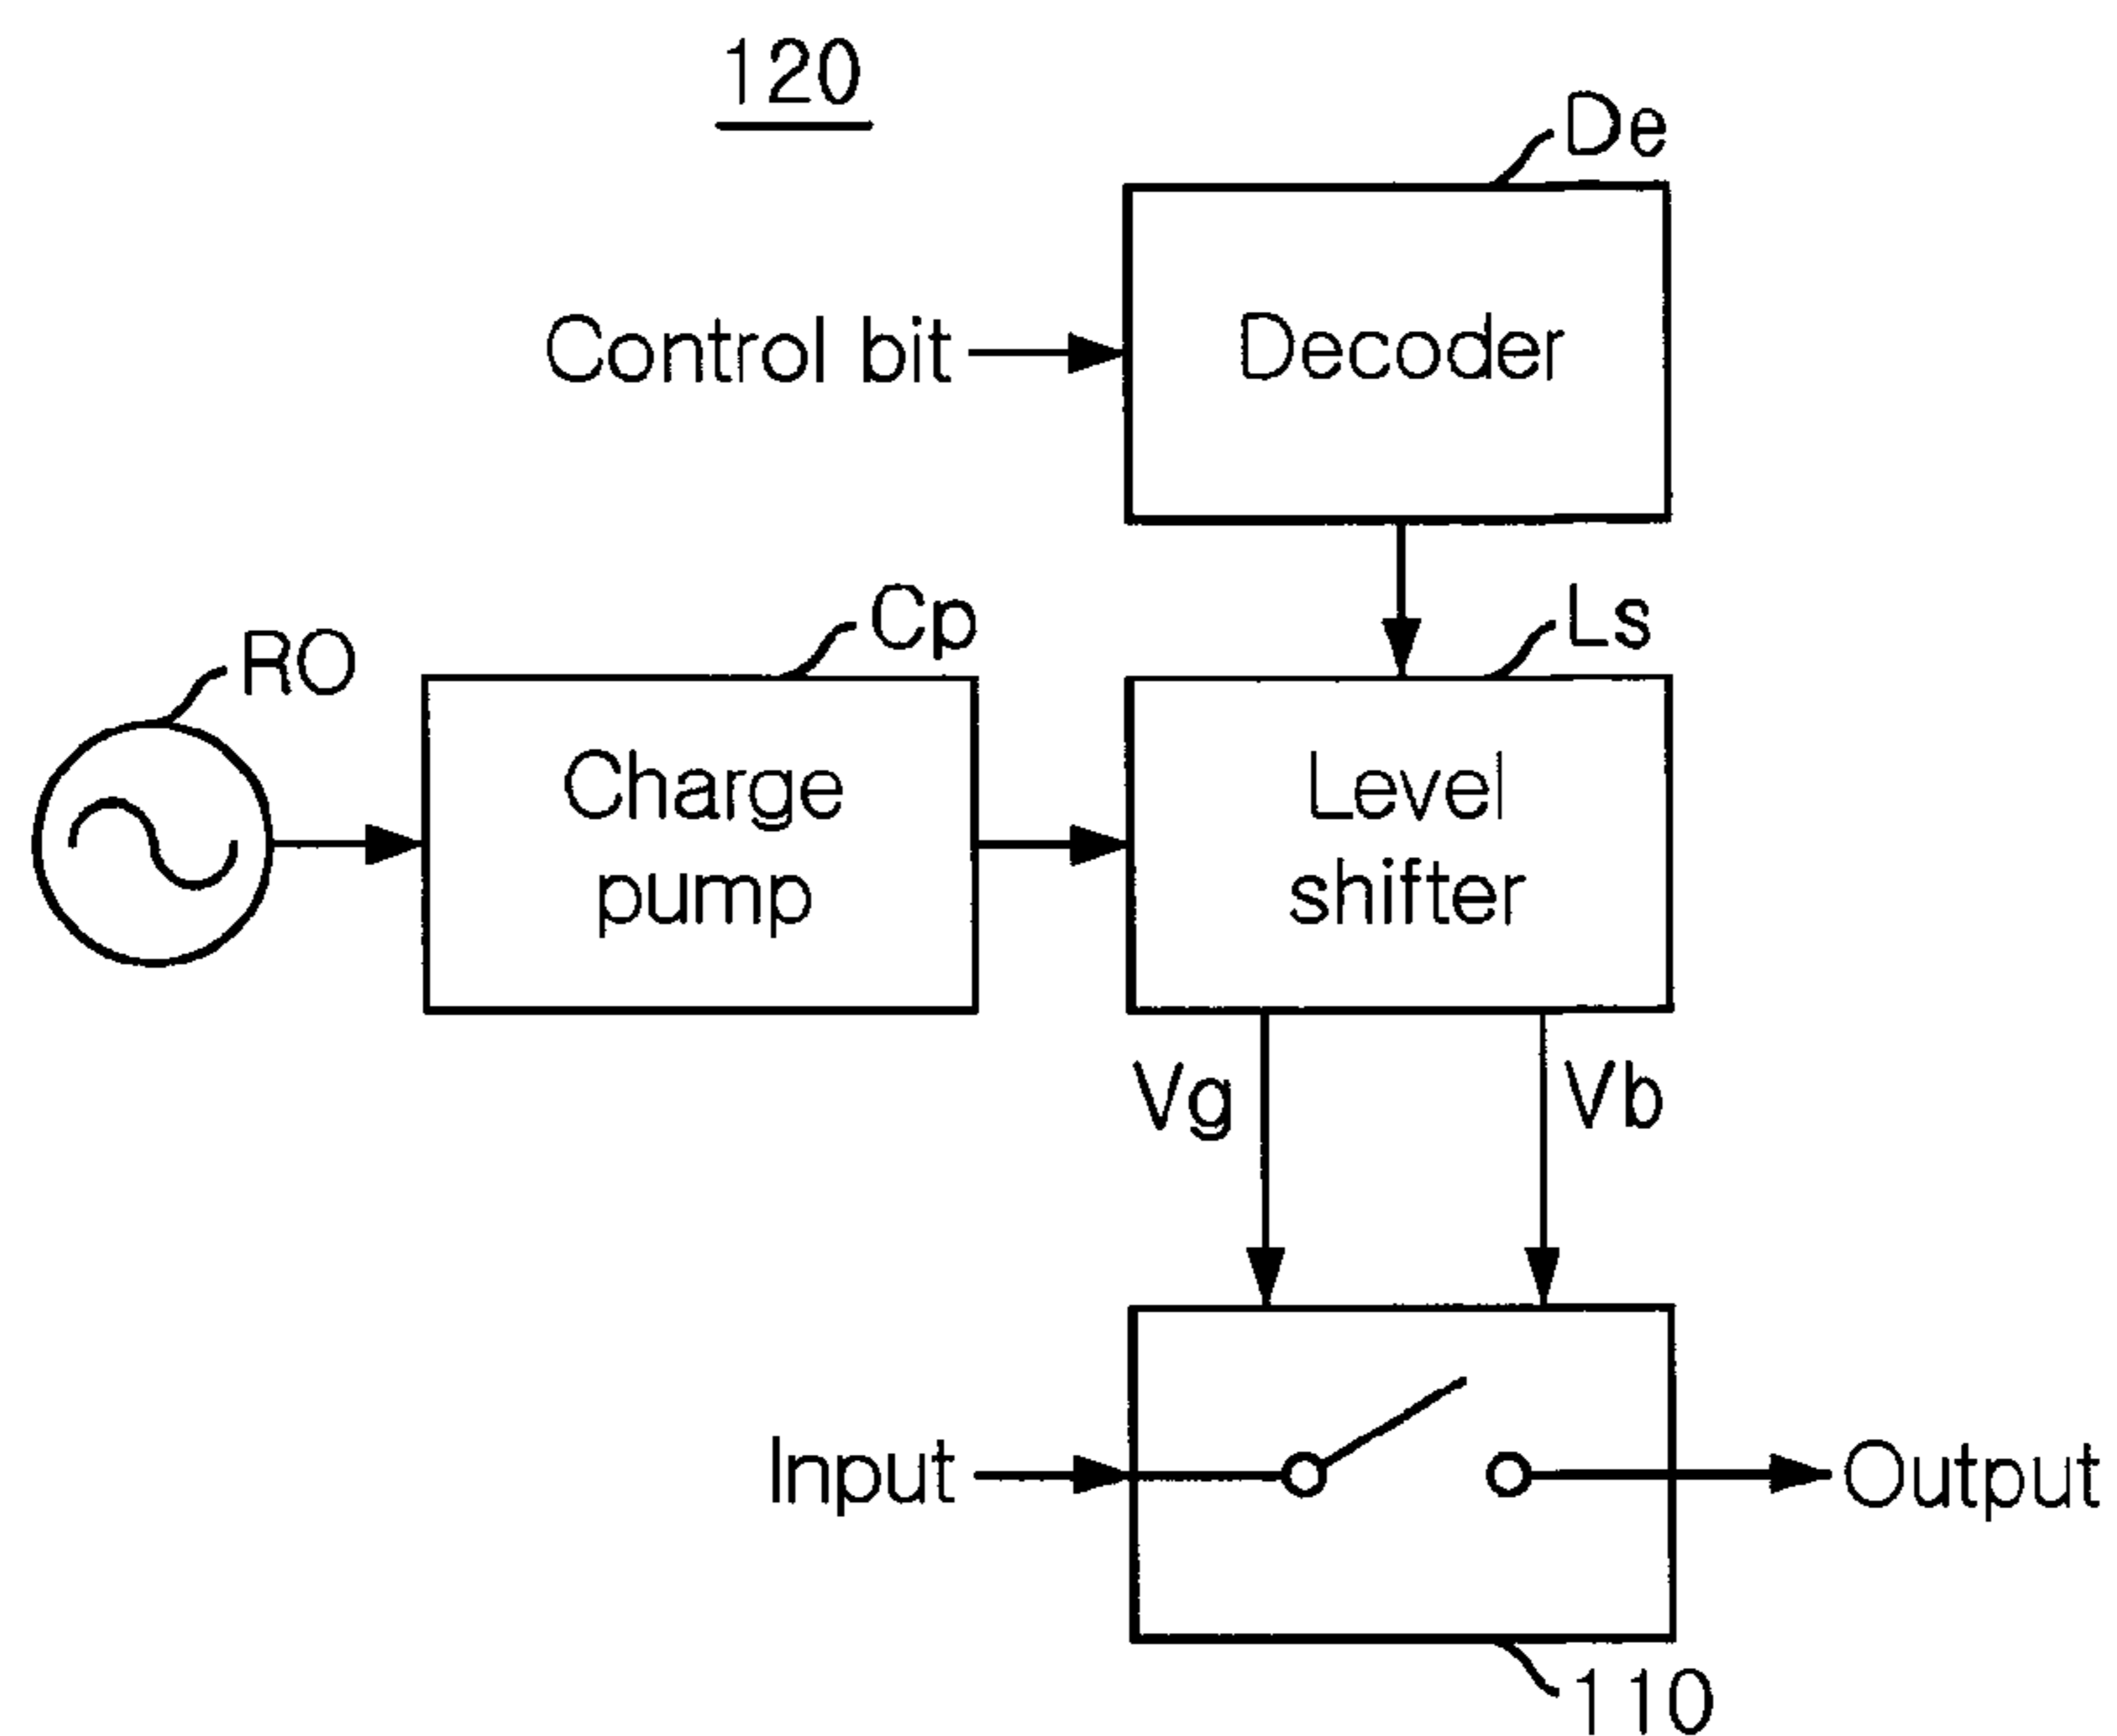 120
De
Control bit
Decoder
RO
Cp
Ls
Charge
pump
Level
shifter
Vg
Vb
Input
Output
110